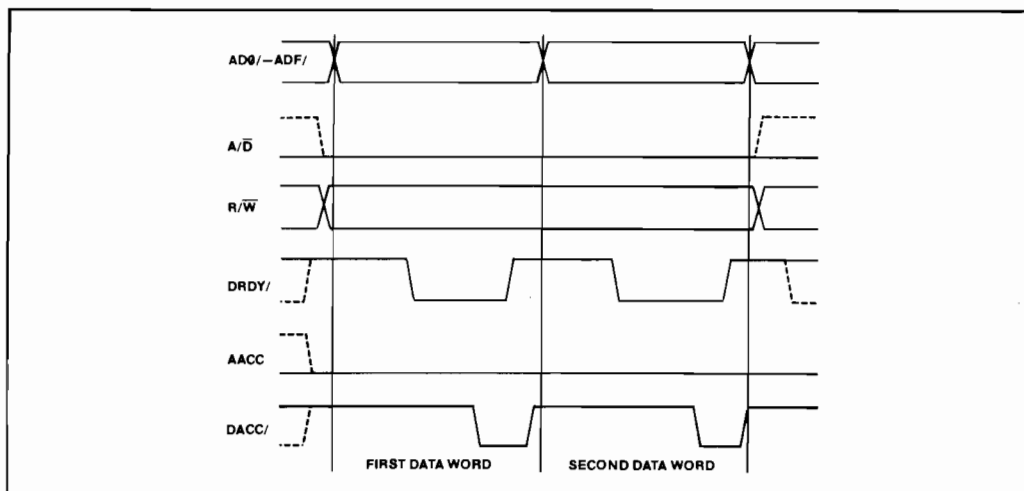 AD0/–ADF/
A/D̅
R/W̅
DRDY/
AACC
DACC/
FIRST DATA WORD
SECOND DATA WORD